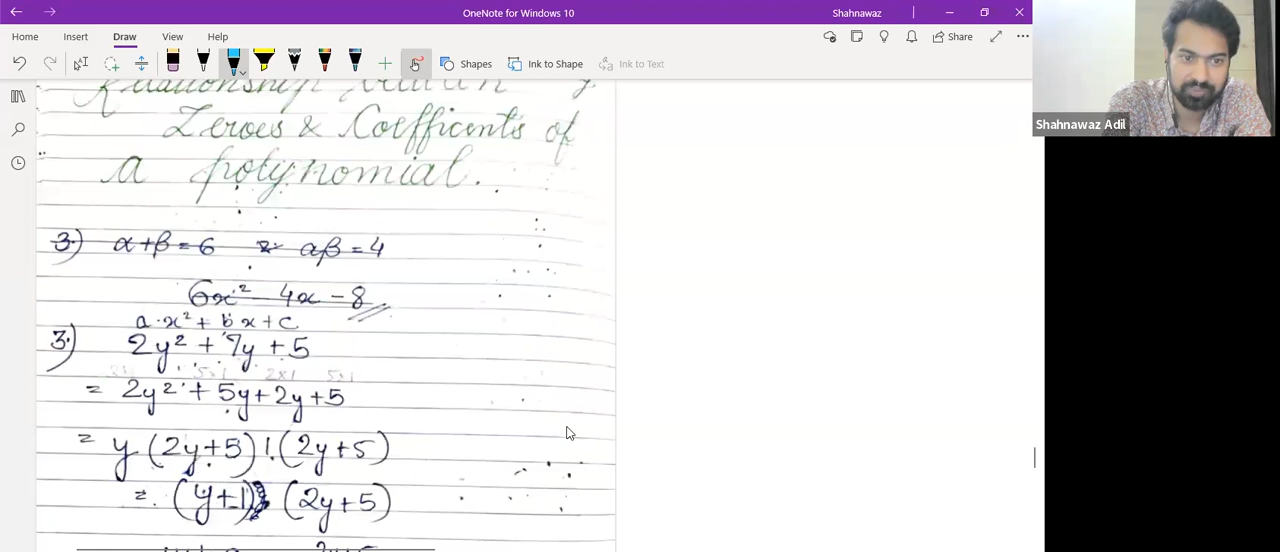 OneNote for Windows 10
Shahnawaz
Home Insert Draw View Help
Share
Shapes Ink to Shape Ink to Text
Shahnawaz Adil
Relationship
Zeroes & Coefficents of
a polynomial.
3) α+β=6 & αβ=4
6x² - 4x - 8
a·x² + bx + c
3) 2y² + 7y + 5
= 2y² + 5y + 2y + 5
= y (2y+5) 1 (2y+5)
= (y+1) (2y+5)